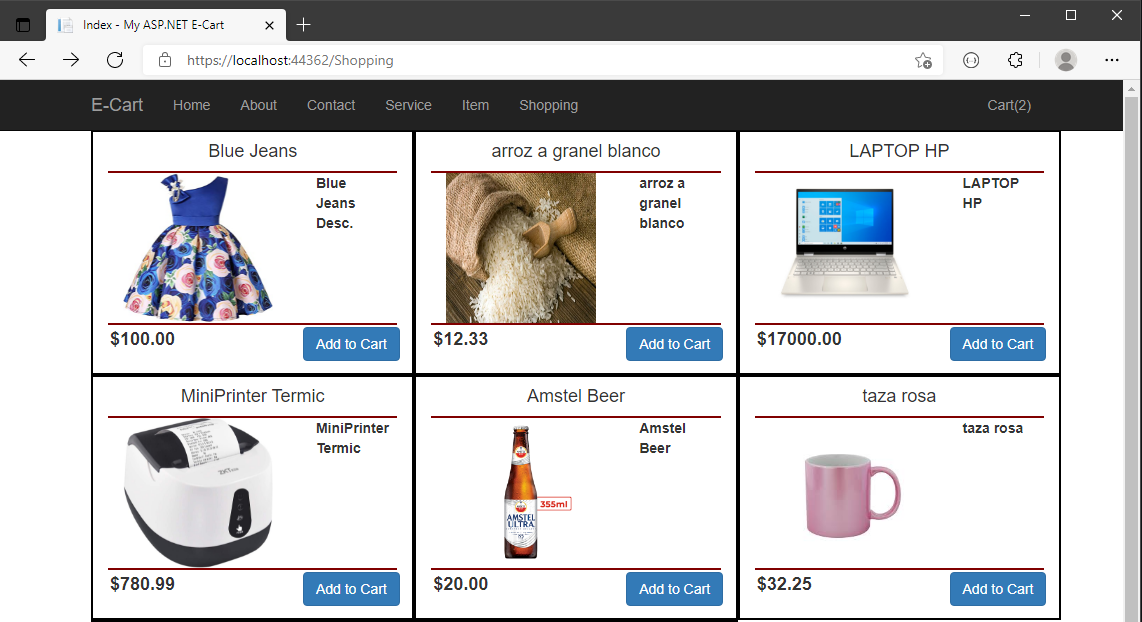 Index - My ASP.NET E-Cart
https://localhost:44362/Shopping
E-Cart Home About Contact Service Item Shopping Cart(2)
Blue Jeans
Blue
Jeans
Desc.
$100.00 Add to Cart
arroz a granel blanco
arroz a
granel
blanco
$12.33 Add to Cart
LAPTOP HP
LAPTOP
HP
$17000.00 Add to Cart
MiniPrinter Termic
MiniPrinter
Termic
$780.99 Add to Cart
Amstel Beer
Amstel
Beer
355ml
AMSTEL
ULTRA
$20.00 Add to Cart
taza rosa
taza rosa
$32.25 Add to Cart